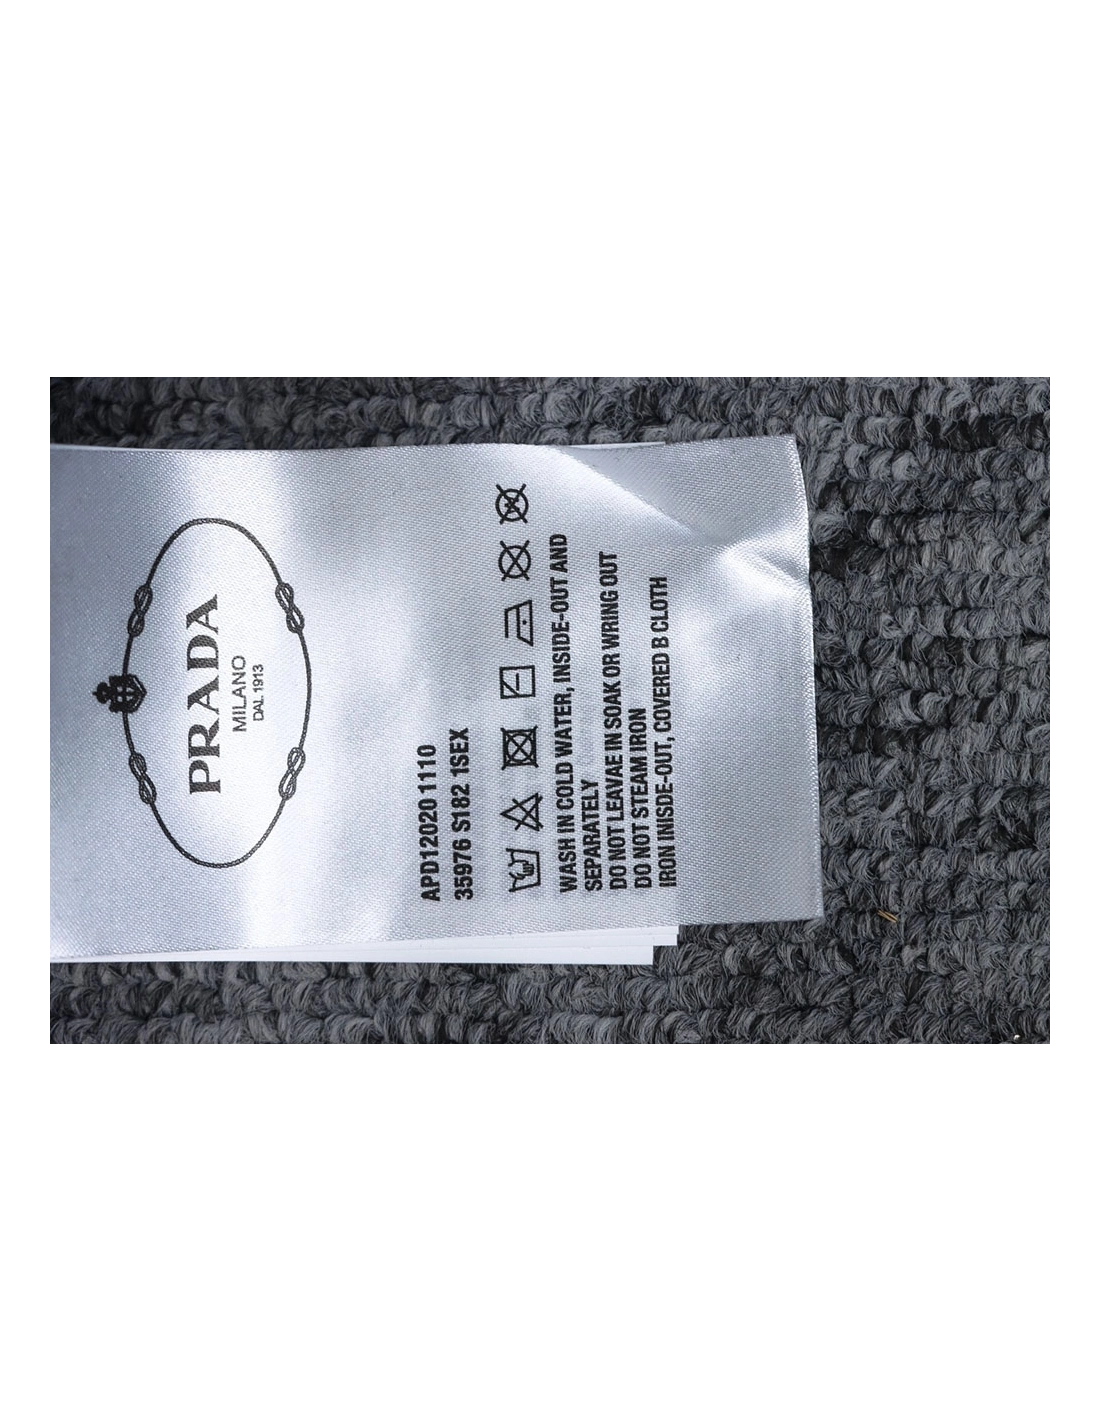 PRADA
MILANO
DAL 1913
APD12020 1110
35976 S182 1SEX
WASH IN COLD WATER, INSIDE-OUT AND
SEPARATELY
DO NOT LEAVAE IN SOAK OR WRING OUT
DO NOT STEAM IRON
IRON INISDE-OUT, COVERED B CLOTH